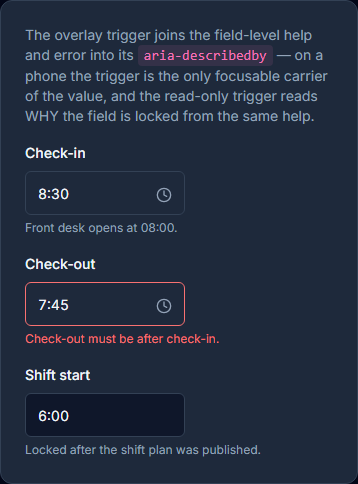 The overlay trigger joins the field-level help
and error into its aria-describedby — on a
phone the trigger is the only focusable carrier
of the value, and the read-only trigger reads
WHY the field is locked from the same help.
Check-in
8:30
Front desk opens at 08:00.
Check-out
7:45
Check-out must be after check-in.
Shift start
6:00
Locked after the shift plan was published.